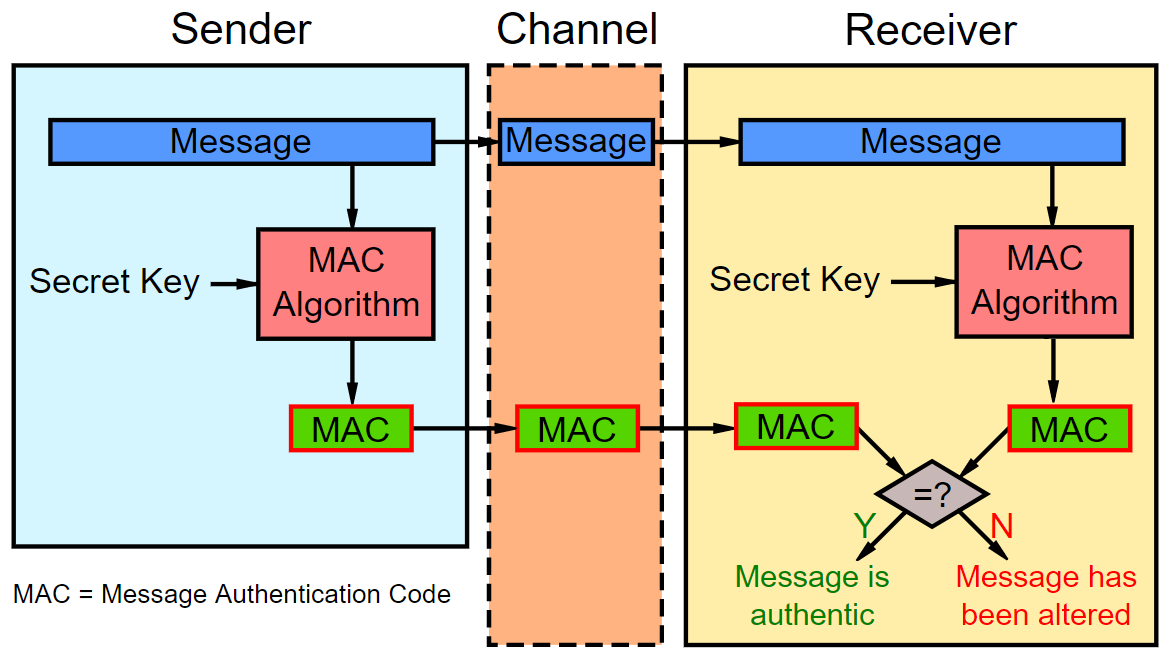 Sender
Channel
Receiver
Message
Message
Message
Secret Key
MAC
Algorithm
Secret Key
MAC
Algorithm
MAC
MAC
MAC
MAC
=?
Y
N
Message is
authentic
Message has
been altered
MAC = Message Authentication Code